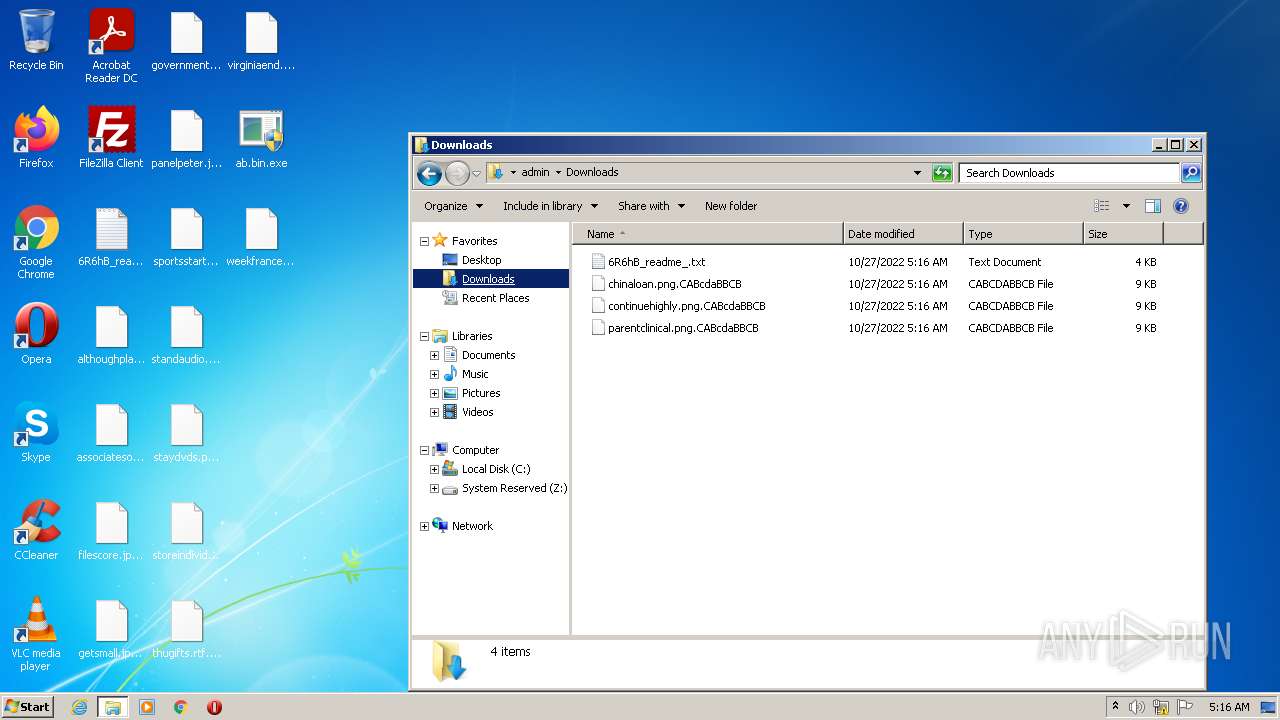 Recycle Bin
Acrobat Reader DC
government...
virginiaend....
Firefox
FileZilla Client
panelpeter.j...
ab.bin.exe
Google Chrome
6R6hB_rea...
sportsstart...
weekfrance...
Opera
althoughpla...
standaudio....
Skype
associateso...
staydvds.p...
CCleaner
filescore.jp...
storeindivid...
VLC media player
getsmall.jp...
thugifts.rtf....
Downloads
admin Downloads
Search Downloads
Organize Include in library Share with New folder
Favorites
Desktop
Downloads
Recent Places
Libraries
Documents
Music
Pictures
Videos
Computer
Local Disk (C:)
System Reserved (Z:)
Network
Name Date modified Type Size
6R6hB_readme_.txt 10/27/2022 5:16 AM Text Document 4 KB
chinaloan.png.CABcdaBBCB 10/27/2022 5:16 AM CABCDABBCB File KB
continuehighly.png.CABcdaBBCB 10/27/2022 5:16 AM CABCDABBCB File 9 KB
parentclinical.png.CABcdaBBCB 10/27/2022 5:16 AM CABCDABBCB File 9 KB
4 items
ANY RUN
Start
5:16 AM